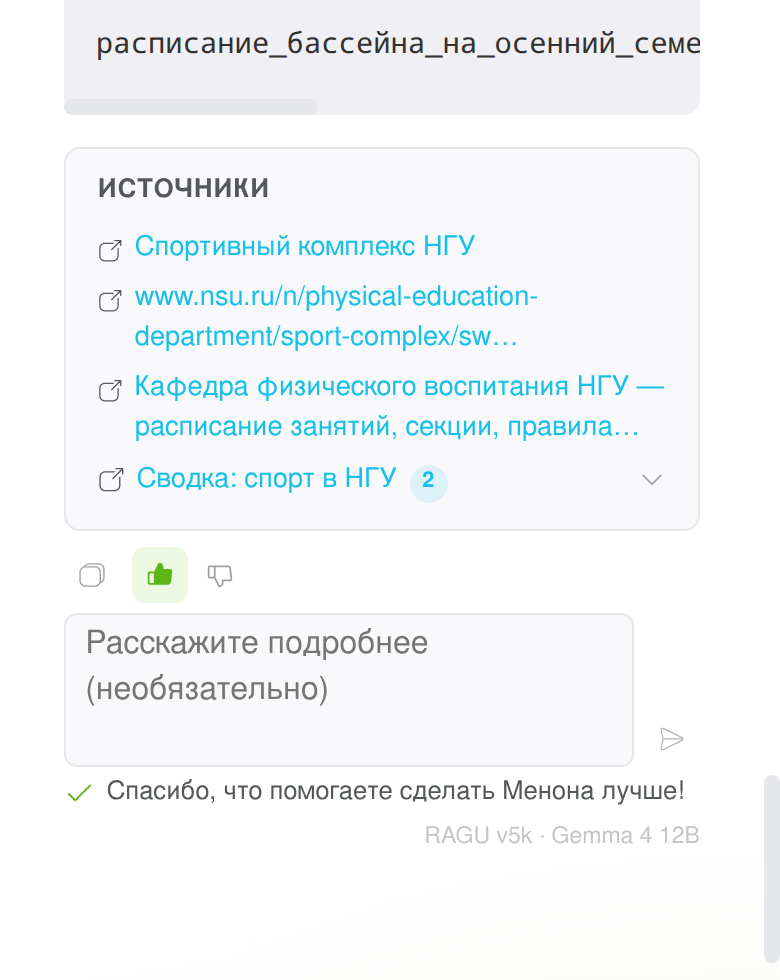 расписание_бассейна_на_осенний_семе
ИСТОЧНИКИ
Спортивный комплекс НГУ
www.nsu.ru/n/physical-education-
department/sport-complex/sw…
Кафедра физического воспитания НГУ —
расписание занятий, секции, правила…
Сводка: спорт в НГУ 2
Расскажите подробнее
(необязательно)
Спасибо, что помогаете сделать Менона лучше!
RAGU v5k · Gemma 4 12B